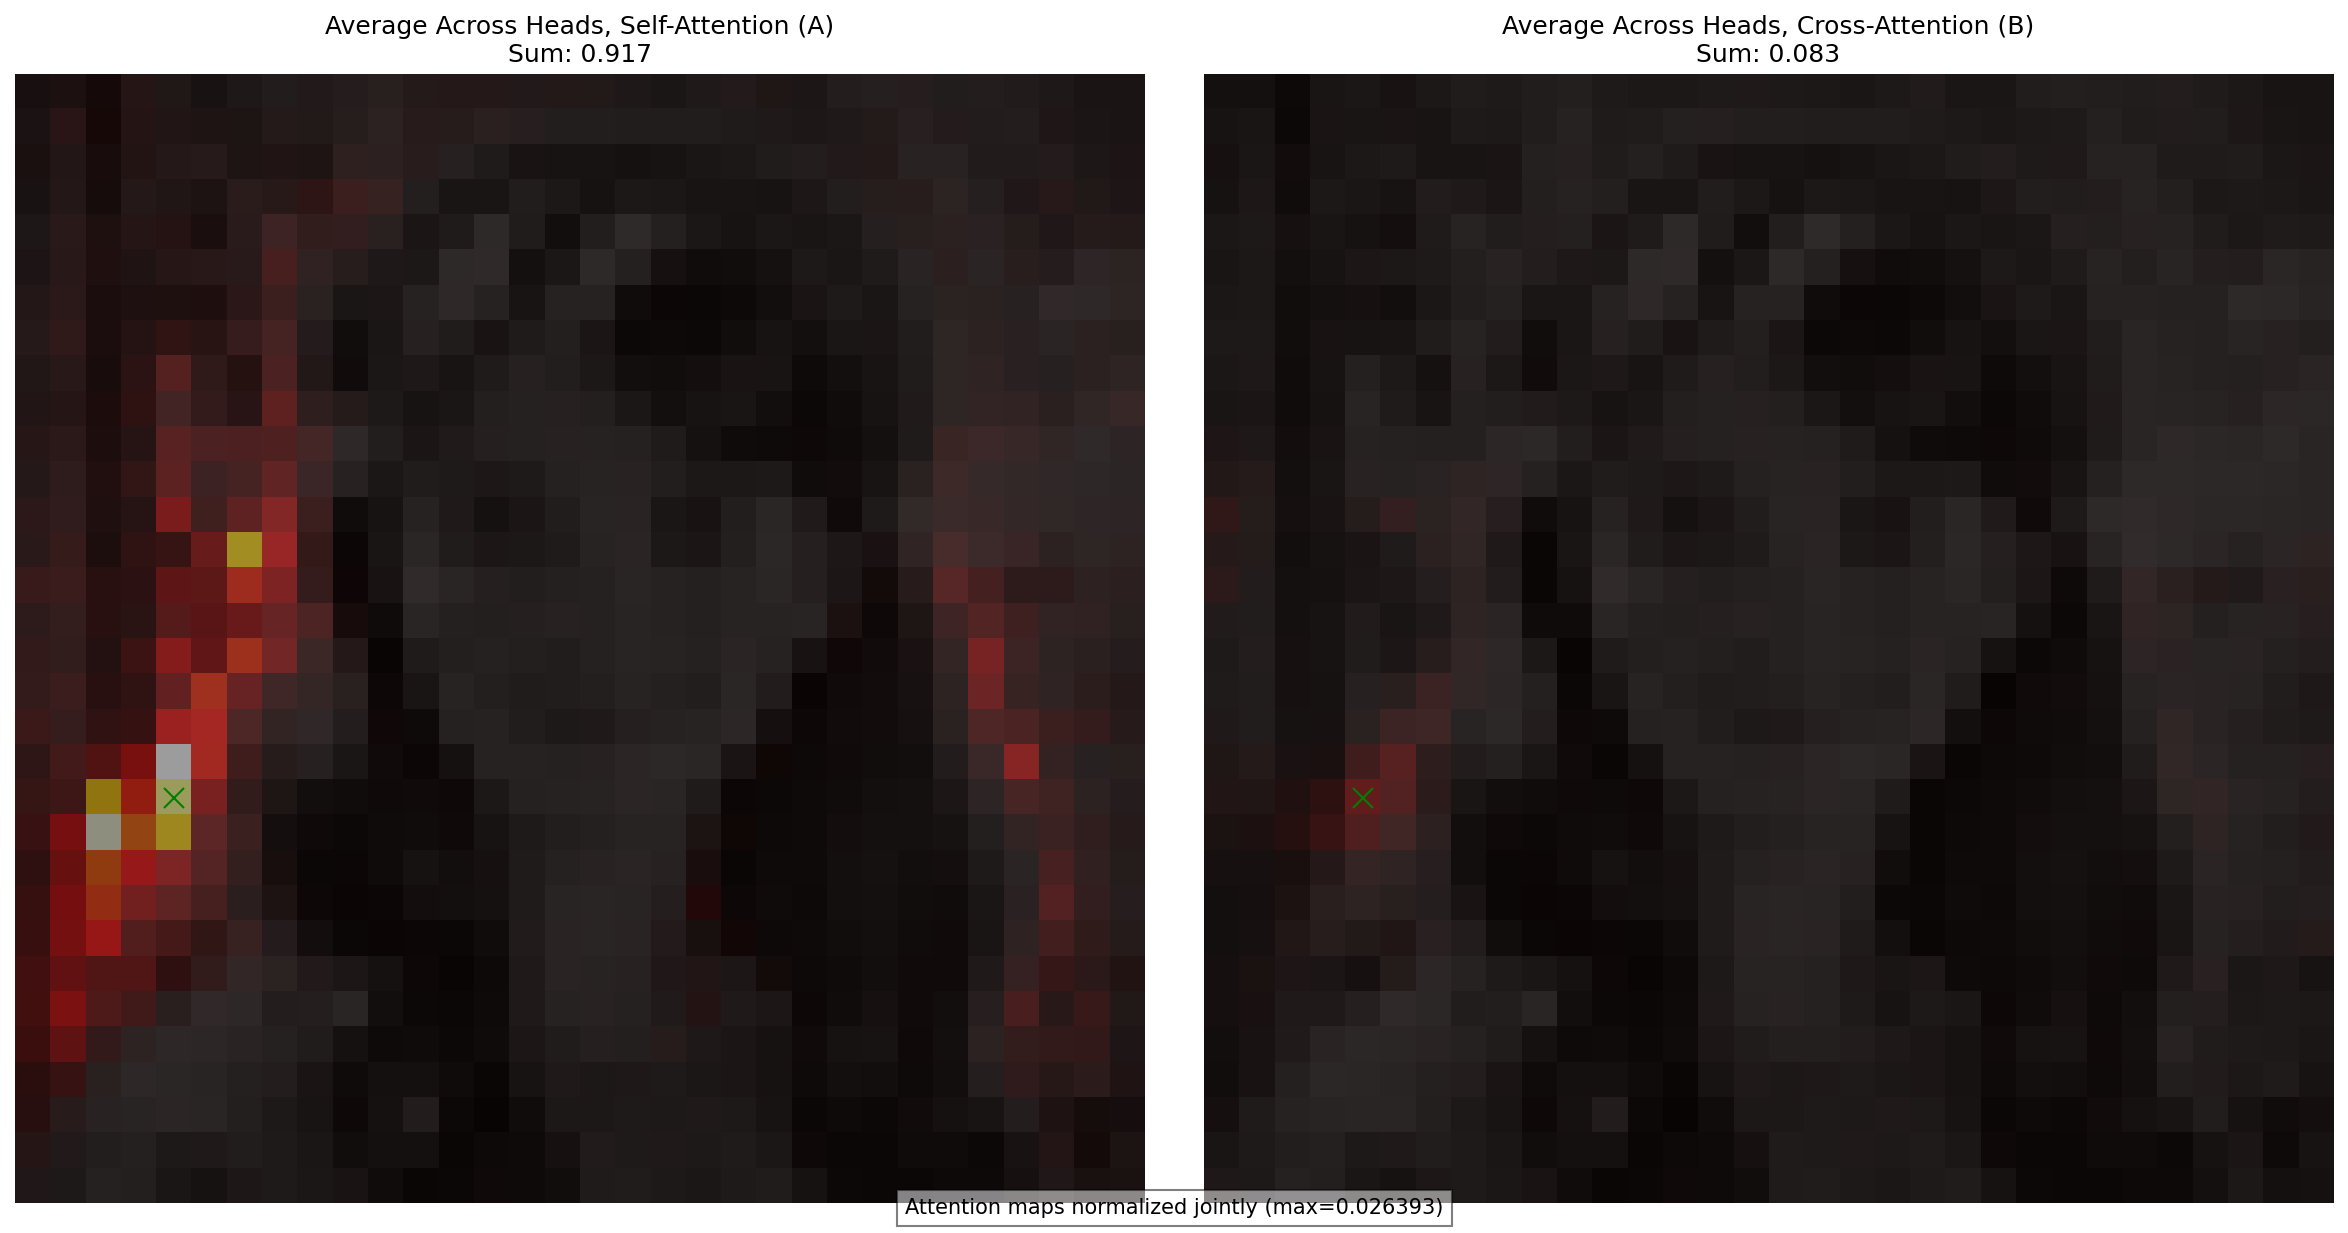 Average Across Heads, Self-Attention (A)
Sum: 0.917
Average Across Heads, Cross-Attention (B)
Sum: 0.083
Attention maps normalized jointly (max=0.026393)